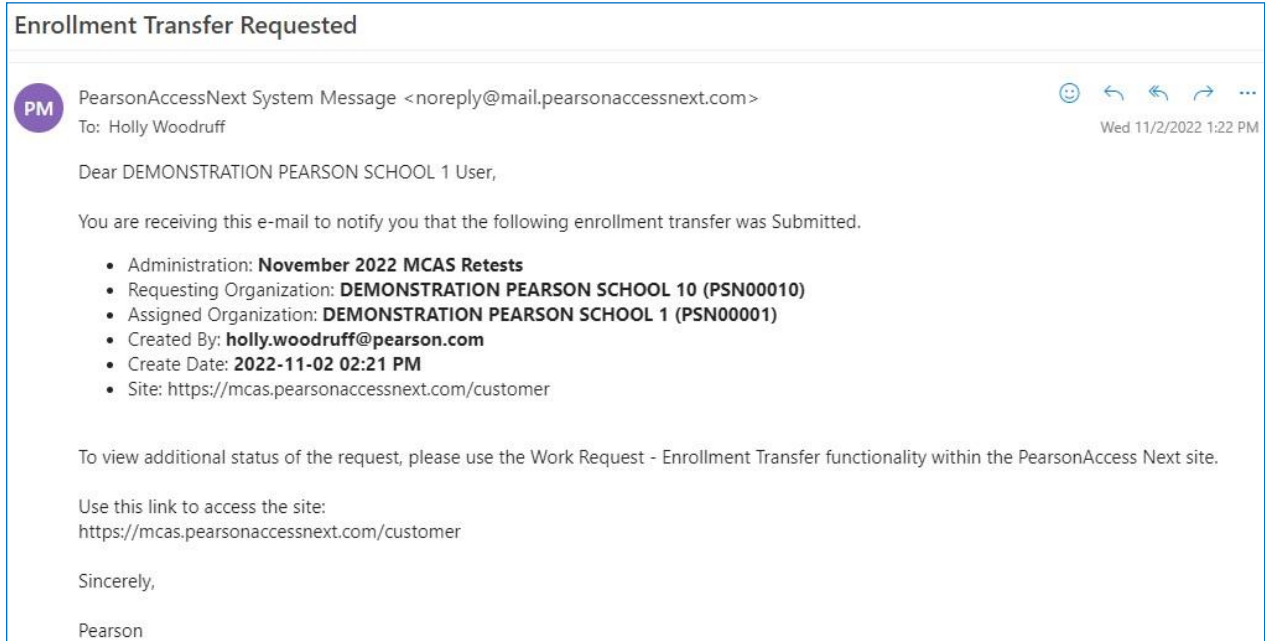 Enrollment Transfer Requested
PM
PearsonAccessNext System Message <noreply@mail.pearsonaccessnext.com>
To: Holly Woodruff
Wed 11/2/2022 1:22 PM
Dear DEMONSTRATION PEARSON SCHOOL 1 User,
You are receiving this e-mail to notify you that the following enrollment transfer was Submitted.
• Administration: November 2022 MCAS Retests
• Requesting Organization: DEMONSTRATION PEARSON SCHOOL 10 (PSN00010)
• Assigned Organization: DEMONSTRATION PEARSON SCHOOL 1 (PSN00001)
• Created By: holly.woodruff@pearson.com
• Create Date: 2022-11-02 02:21 PM
• Site: https://mcas.pearsonaccessnext.com/customer
To view additional status of the request, please use the Work Request - Enrollment Transfer functionality within the PearsonAccess Next site.
Use this link to access the site:
https://mcas.pearsonaccessnext.com/customer
Sincerely,
Pearson